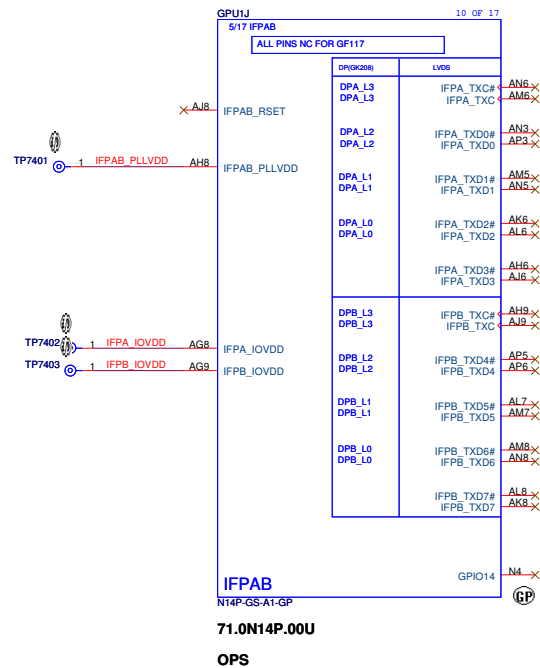 GPU1J
10 OF 17
5/17 IFPAB
ALL PINS NC FOR GF117
DP(GK208)
LVDS
DPA_L3
DPA_L3
IFPA_TXC#
IFPA_TXC
AN6
AM6
AJ8
IFPAB_RSET
DPA_L2
DPA_L2
IFPA_TXD0#
IFPA_TXD0
AN3
AP3
TP7401
1
IFPAB_PLLVDD
AH8
IFPAB_PLLVDD
DPA_L1
DPA_L1
IFPA_TXD1#
IFPA_TXD1
AM5
AN5
DPA_L0
DPA_L0
IFPA_TXD2#
IFPA_TXD2
AK6
AL6
IFPA_TXD3#
IFPA_TXD3
AH6
AJ6
DPB_L3
DPB_L3
IFPB_TXC#
IFPB_TXC
AH9
AJ9
TP7402
1
IFPA_IOVDD
AG8
IFPA_IOVDD
TP7403
1
IFPB_IOVDD
AG9
IFPB_IOVDD
DPB_L2
DPB_L2
IFPB_TXD4#
IFPB_TXD4
AP5
AP6
DPB_L1
DPB_L1
IFPB_TXD5#
IFPB_TXD5
AL7
AM7
DPB_L0
DPB_L0
IFPB_TXD6#
IFPB_TXD6
AM8
AN8
IFPB_TXD7#
IFPB_TXD7
AL8
AK8
GPIO14
N4
IFPAB
GP
N14P-GS-A1-GP
71.0N14P.00U
OPS